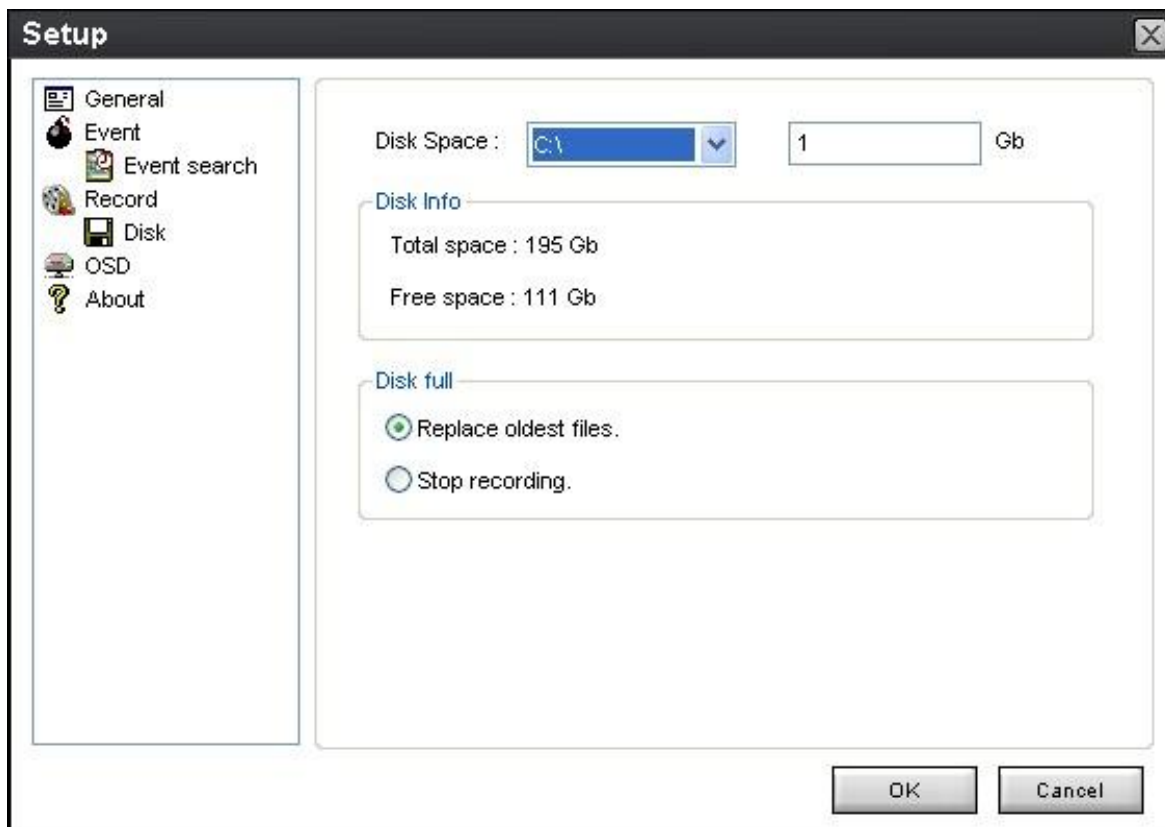 Setup
General
Event
Event search
Record
Disk
OSD
About
Disk Space : C:\ 1 Gb
Disk Info
Total space : 195 Gb
Free space : 111 Gb
Disk full
Replace oldest files.
Stop recording.
OK Cancel